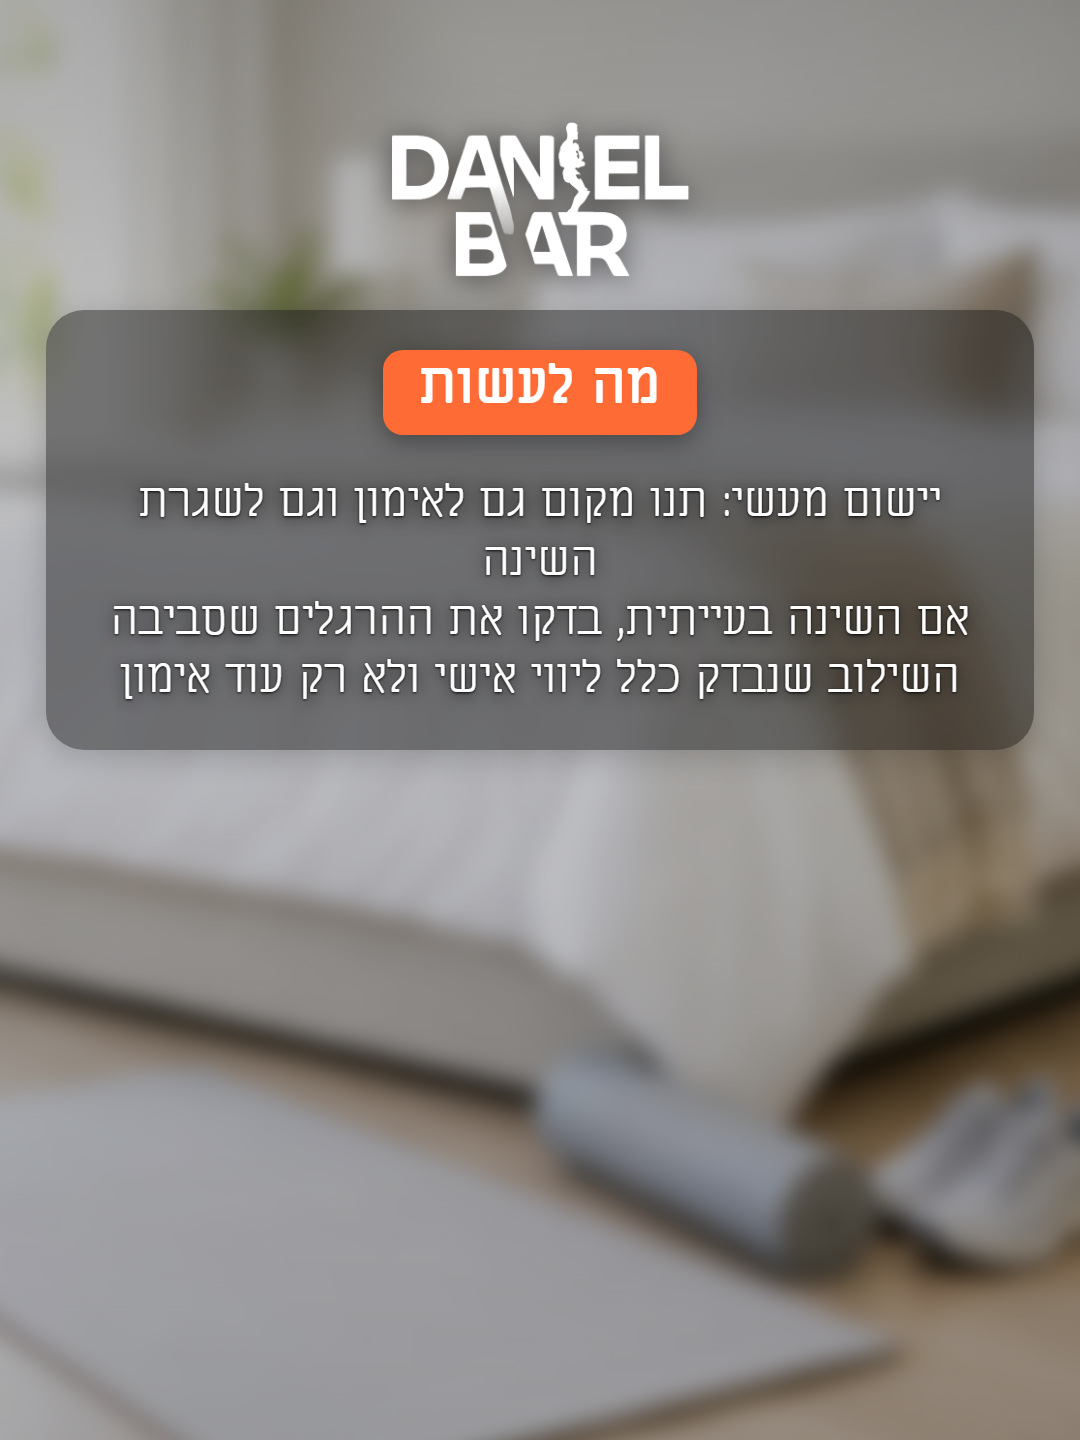 DANIEL
BAR
מה לעשות
יישום מעשי: תנו מקום גם לאימון וגם לשגרת
השינה
אם השינה בעייתית, בדקו את ההרגלים שסביבה
השילוב שנבדק כלל ליווי אישי ולא רק עוד אימון